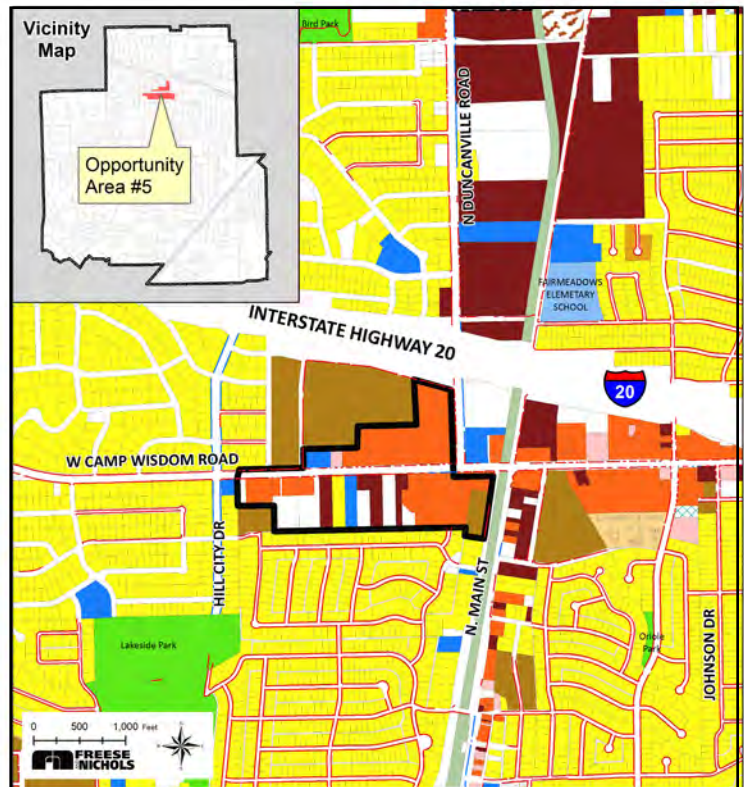 Vicinity
Map
Opportunity
Area #5
Bird Park
N DUNCANVILLE ROAD
FAIRMEADOWS
ELEMETARY
SCHOOL
INTERSTATE HIGHWAY 20
20
W CAMP WISDOM ROAD
HILL CITY DR
N. MAIN ST
JOHNSON DR
Lakeside Park
Oriole
Park
0 500 1,000 Feet
FREESE
NICHOLS